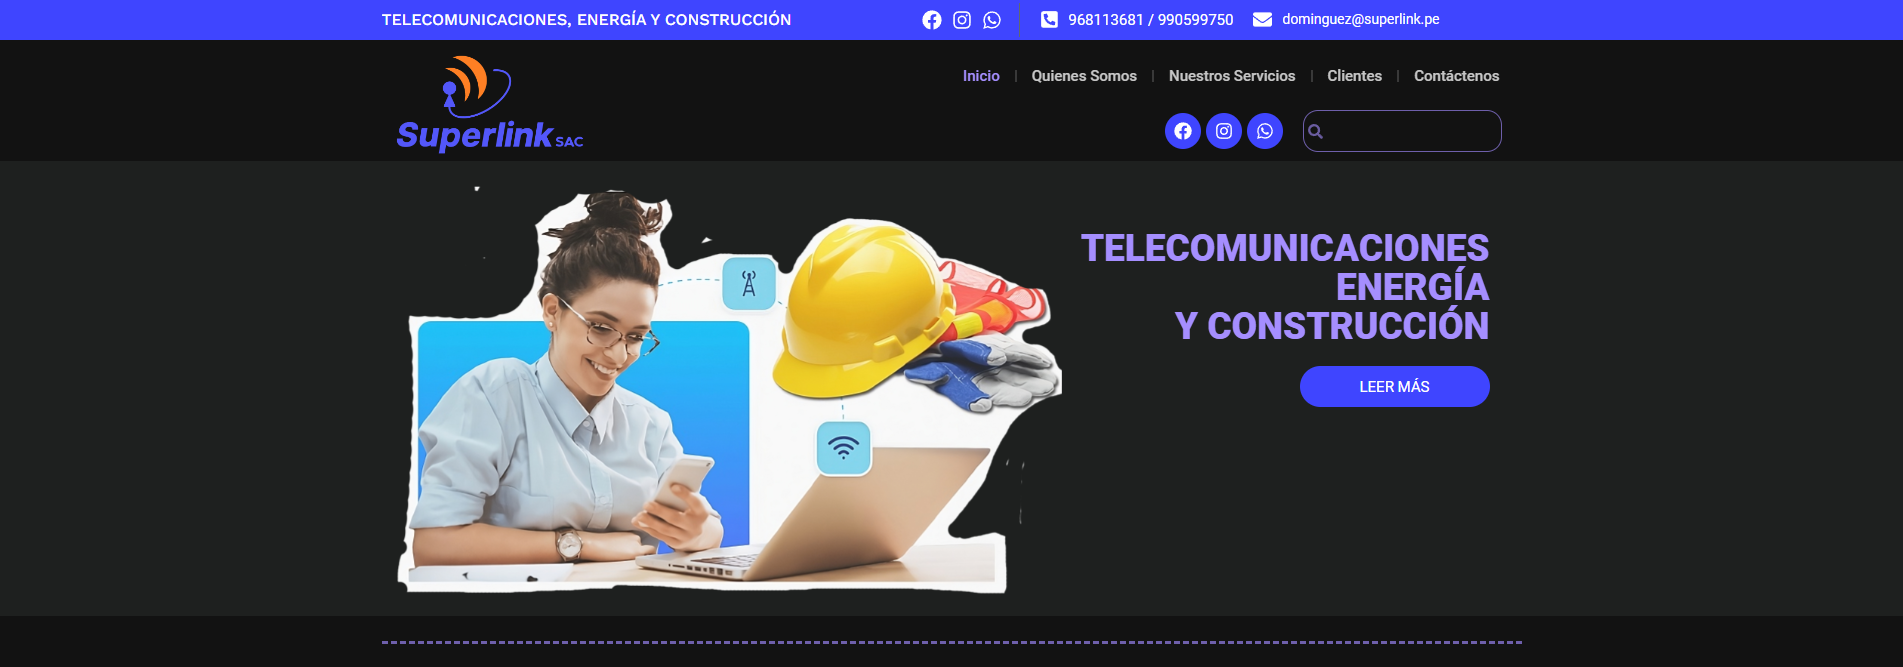 TELECOMUNICACIONES, ENERGÍA Y CONSTRUCCIÓN
968113681 / 990599750
dominguez@superlink.pe
Superlink SAC
Inicio | Quienes Somos | Nuestros Servicios | Clientes | Contáctenos
TELECOMUNICACIONES
ENERGÍA
Y CONSTRUCCIÓN
LEER MÁS